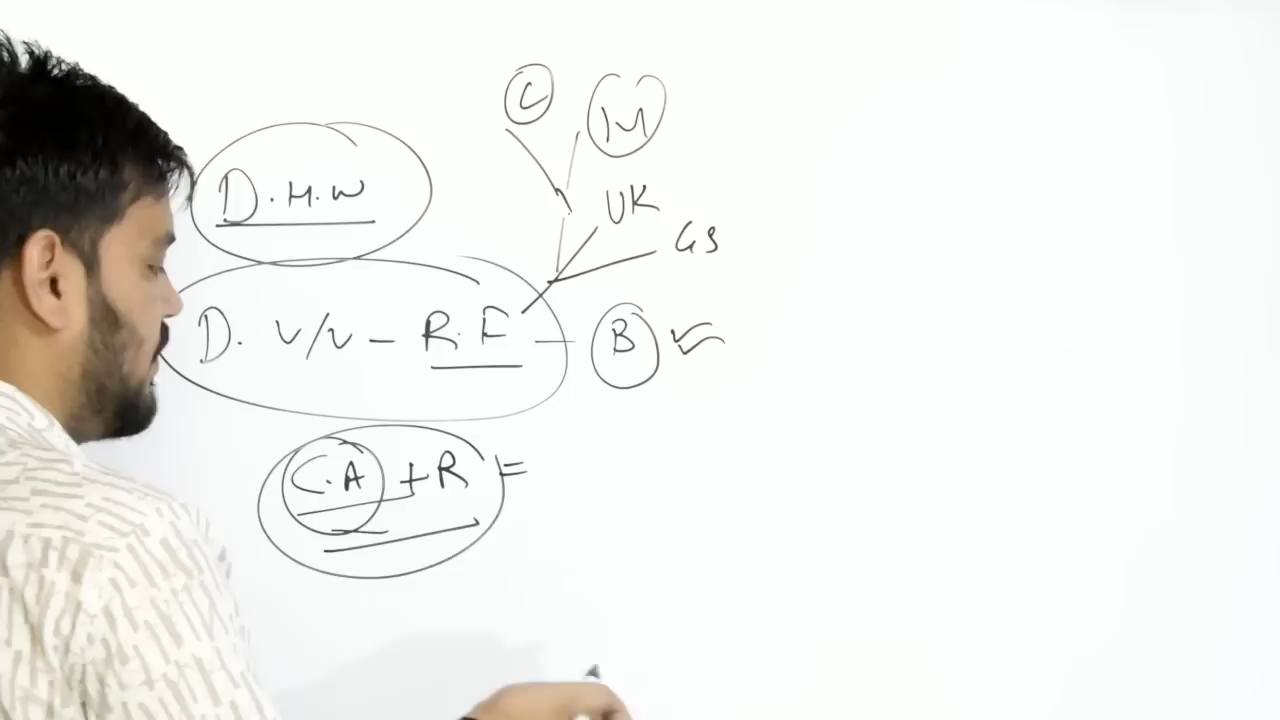 C M
UK
D.H.W
GS
D. V/V - R.F - B
C.A + R =